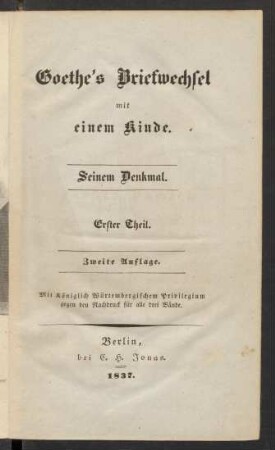 Goethe's Briefwechsel
mit
einem Kinde.
Seinem Denkmal.
Erster Theil.
Zweite Auflage.
Mit Königlich Würtembergischem Privilegium
gegen den Nachdruck für alle drei Bände.
Berlin,
bei E. H. Jonas.
1837.